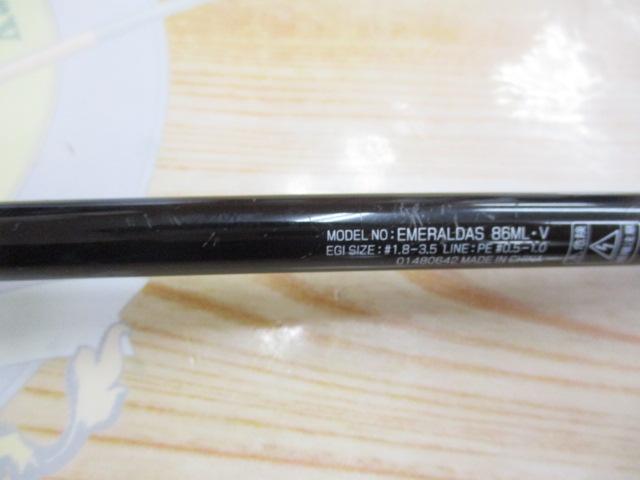 MODEL NO : EMERALDAS 86ML・V
EGI SIZE : #1.8-3.5 LINE : PE #0.5-1.0
01480642 MADE IN CHINA